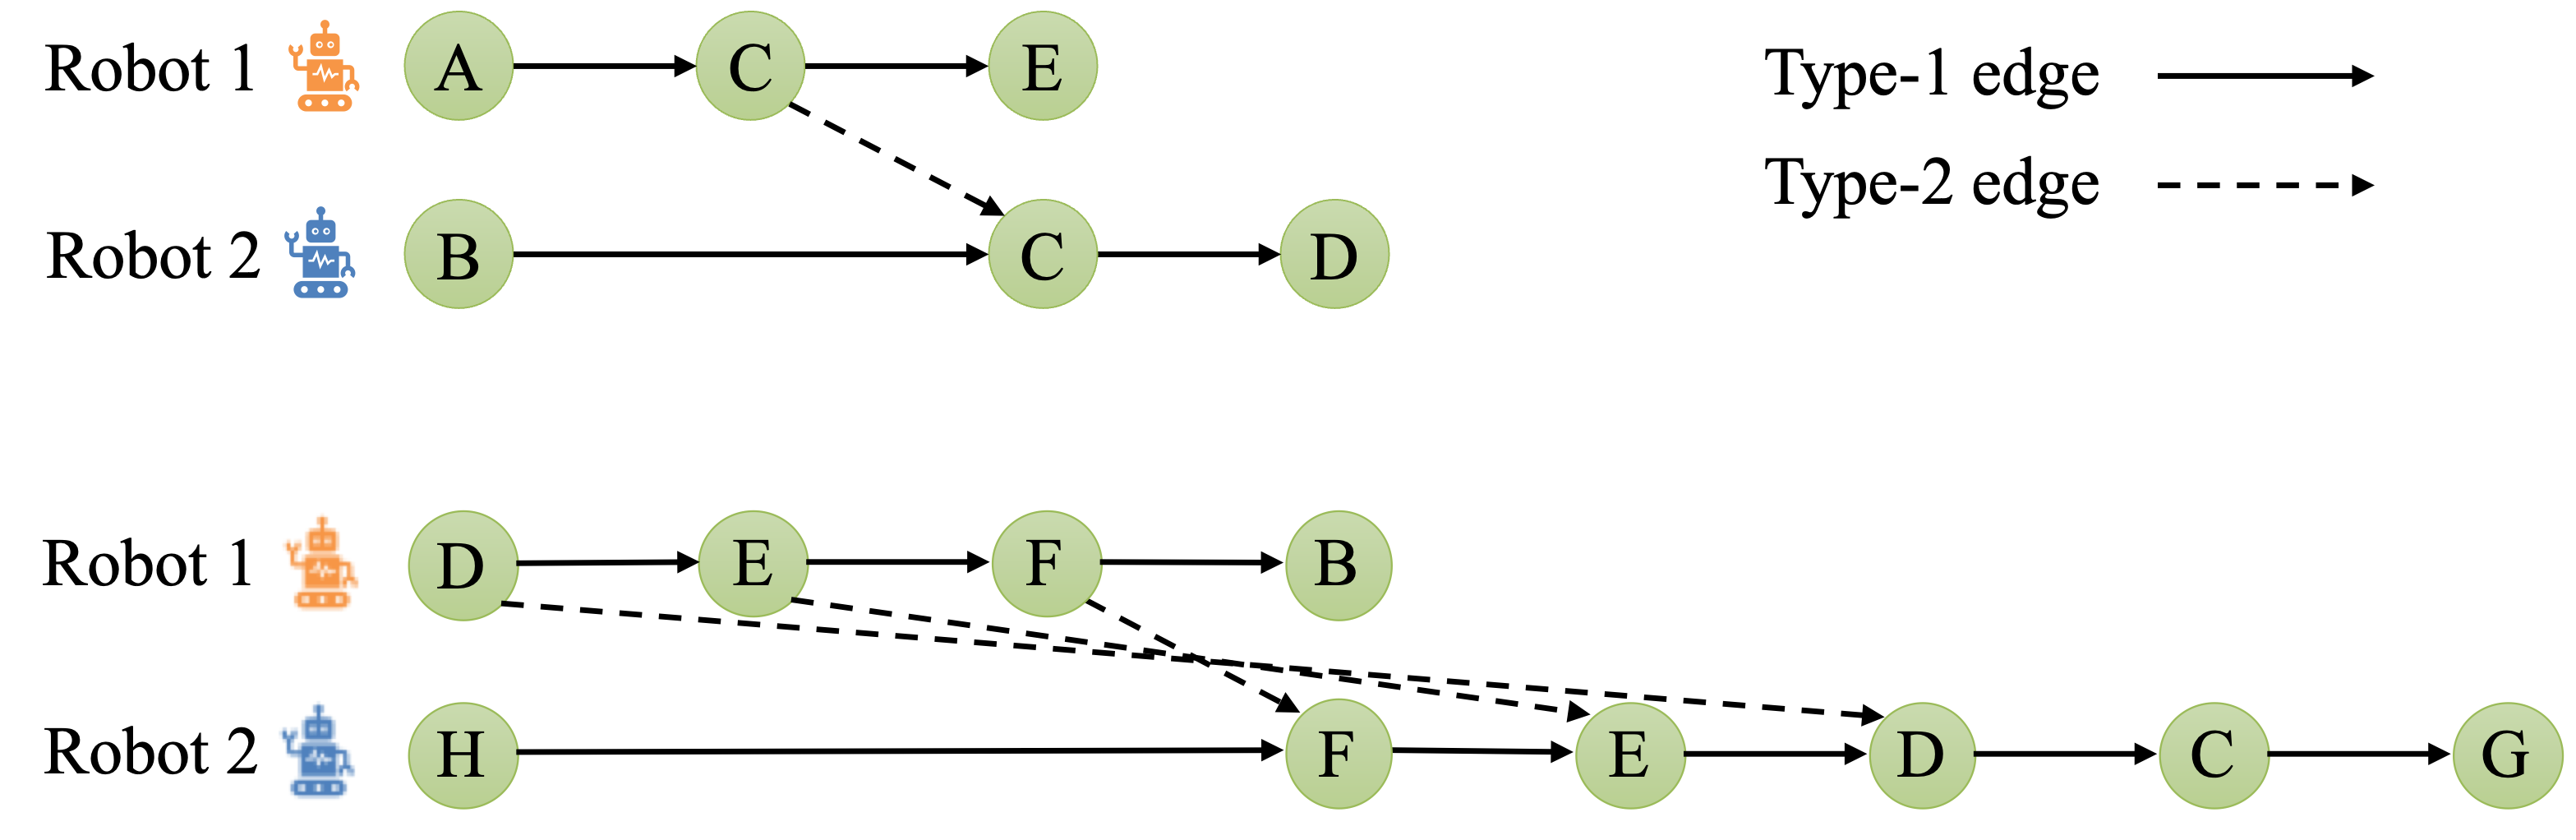 Robot 1 A C E Type-1 edge
Type-2 edge
Robot 2 B C D
Robot 1 D E F B
Robot 2 H F E D C G